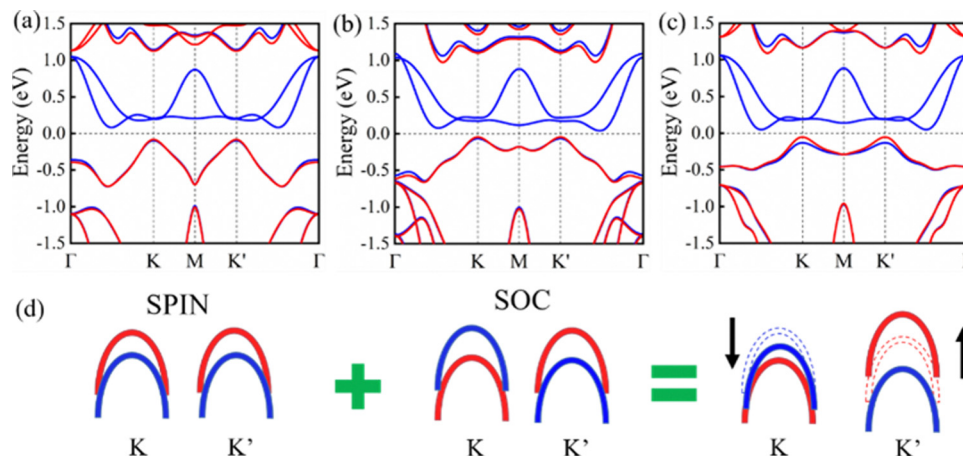 (a)
(b)
(c)
Energy (eV)
1.5
1.0
0.5
0.0
-0.5
-1.0
-1.5
Γ K M K' Γ
Energy (eV)
1.5
1.0
0.5
0.0
-0.5
-1.0
-1.5
Γ K M K' Γ
Energy (eV)
1.5
1.0
0.5
0.0
-0.5
-1.0
-1.5
Γ K M K'
(d)
SPIN
SOC
K K’ K K’ K K’